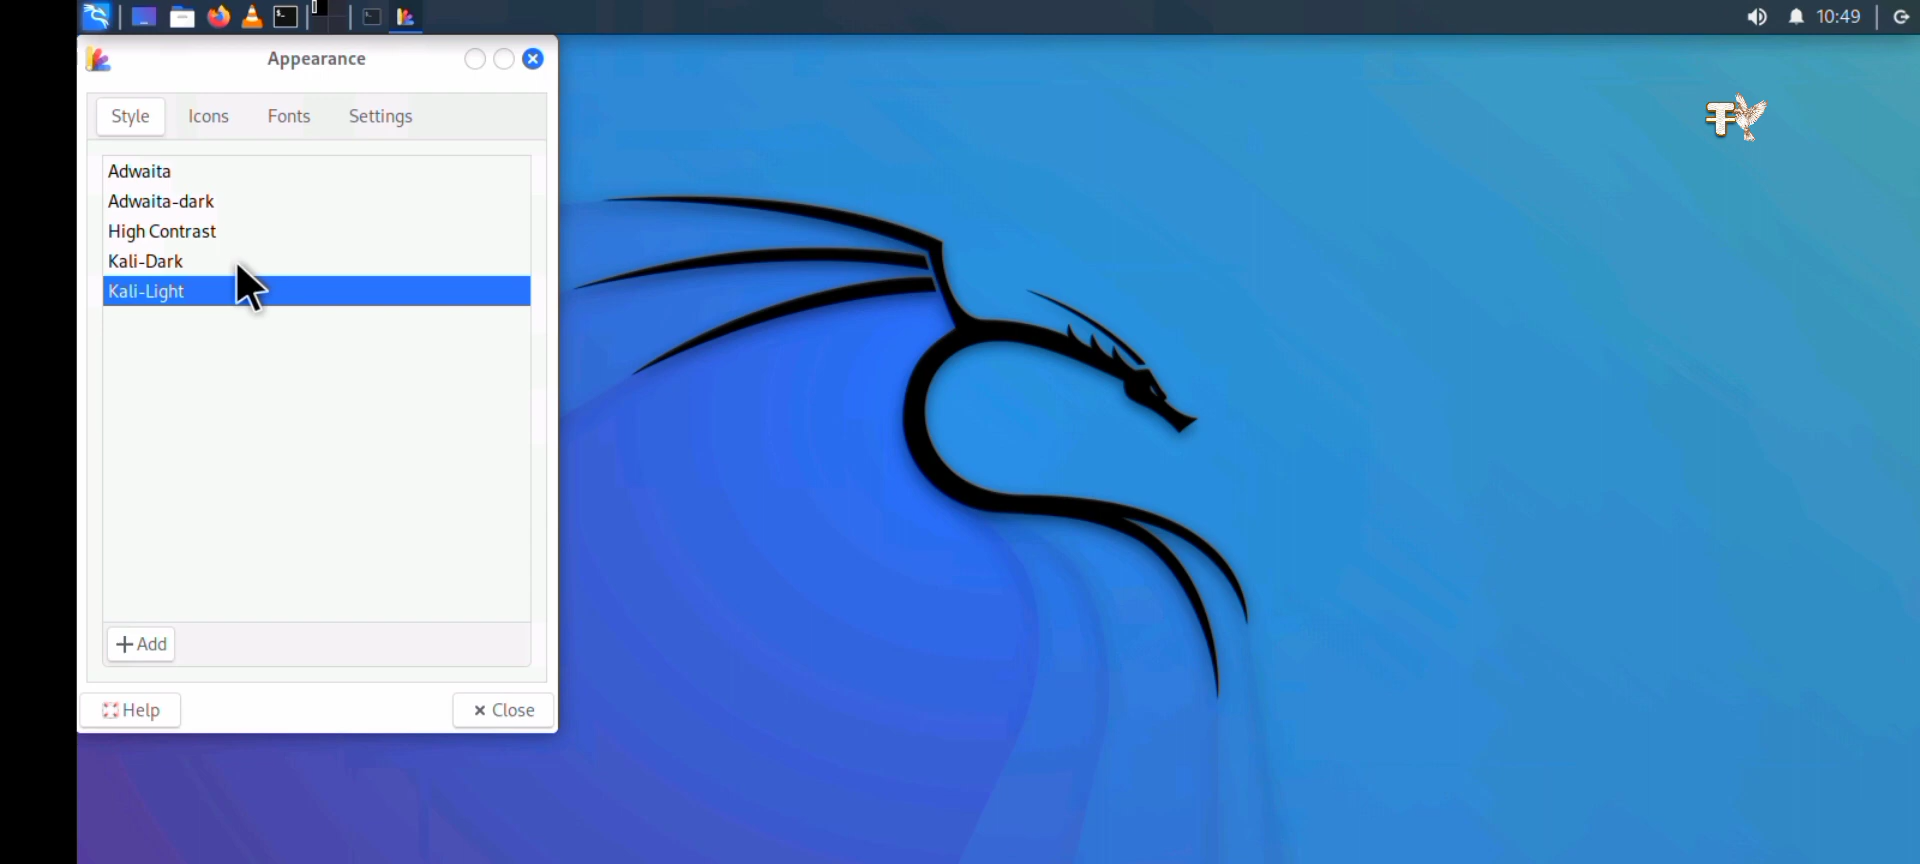 10:49
Appearance
Style Icons Fonts Settings
Adwaita
Adwaita-dark
High Contrast
Kali-Dark
Kali-Light
+ Add
Help
× Close